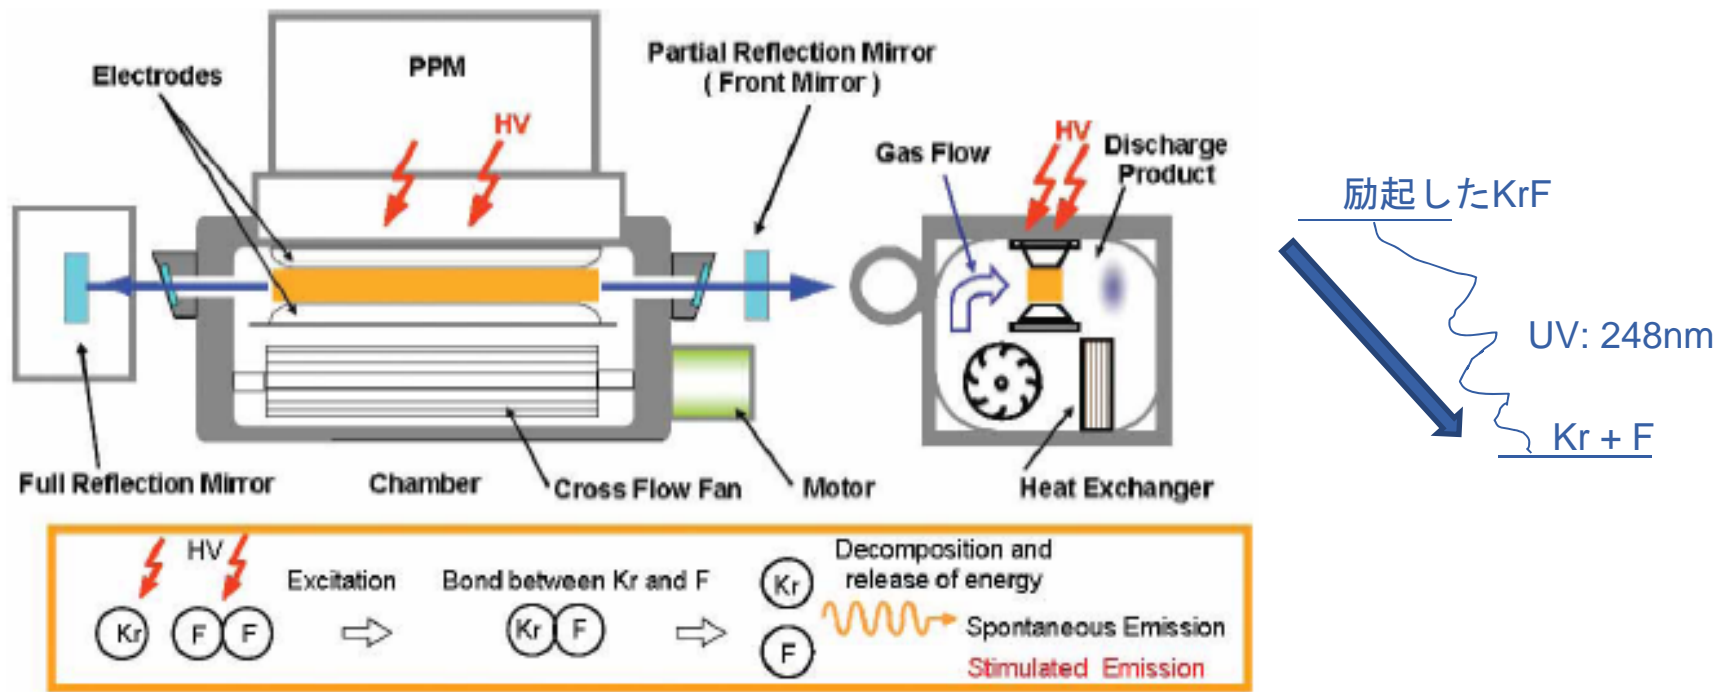 PPM
Electrodes
HV
Partial Reflection Mirror
( Front Mirror )
Gas Flow
HV
Discharge
Product
励起したKrF
UV: 248nm
Kr + F
Full Reflection Mirror
Chamber
Cross Flow Fan
Motor
Heat Exchanger
HV
Excitation
Bond between Kr and F
Decomposition and
release of energy
Kr
F
F
Kr
F
Kr
F
Spontaneous Emission
Stimulated Emission